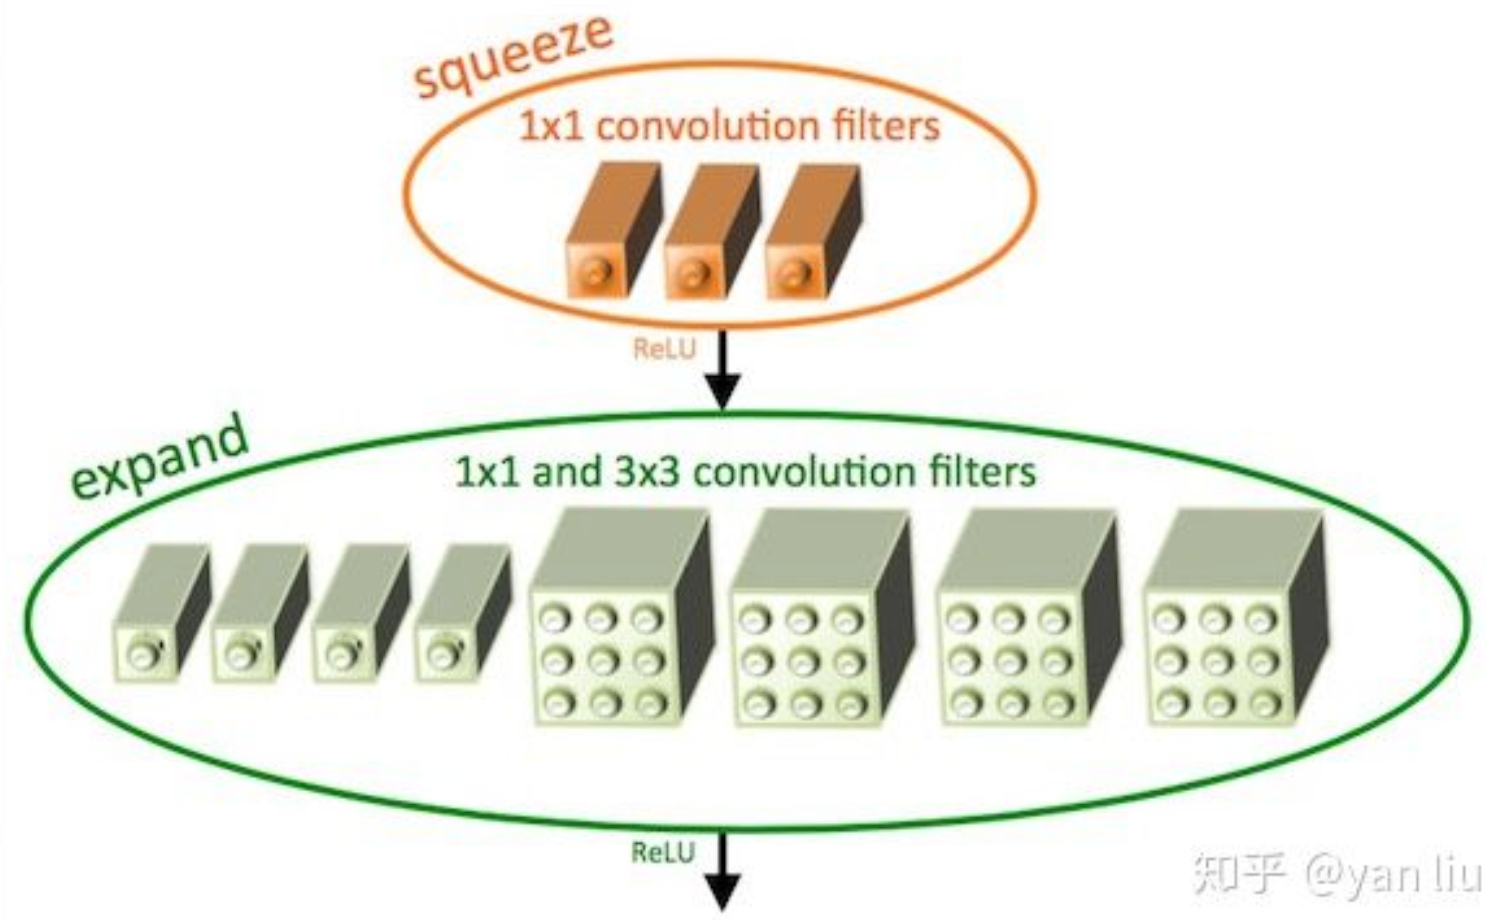 squeeze
1x1 convolution filters
ReLU
expand
1x1 and 3x3 convolution filters
ReLU
知乎 @yan liu